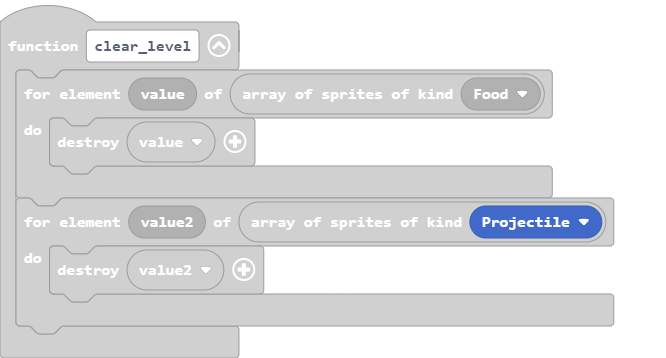 function clear_level
for element value of array of sprites of kind Food
do
destroy value
for element value2 of array of sprites of kind Projectile
do
destroy value2